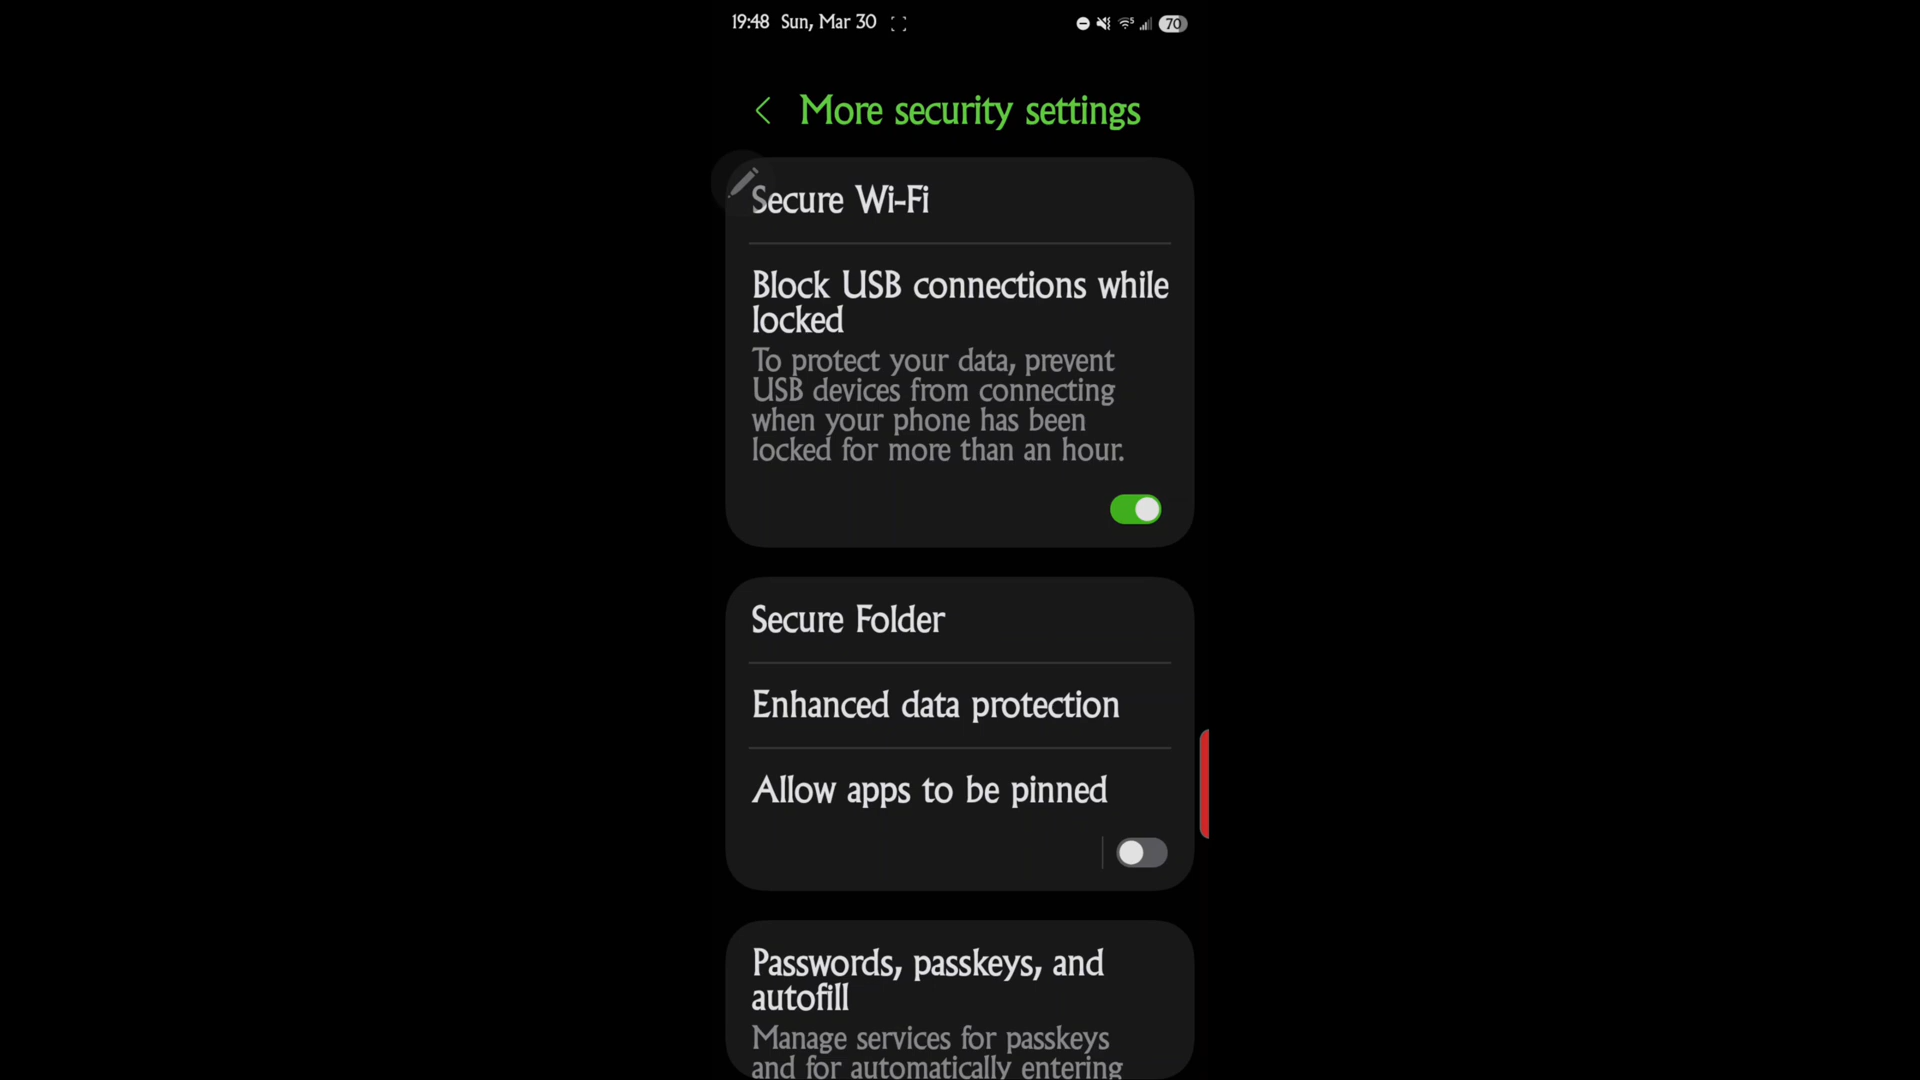 19:48 Sun, Mar 30
70
More security settings
Secure Wi-Fi
Block USB connections while
locked
To protect your data, prevent
USB devices from connecting
when your phone has been
locked for more than an hour.
Secure Folder
Enhanced data protection
Allow apps to be pinned
Passwords, passkeys, and
autofill
Manage services for passkeys
and for automatically entering